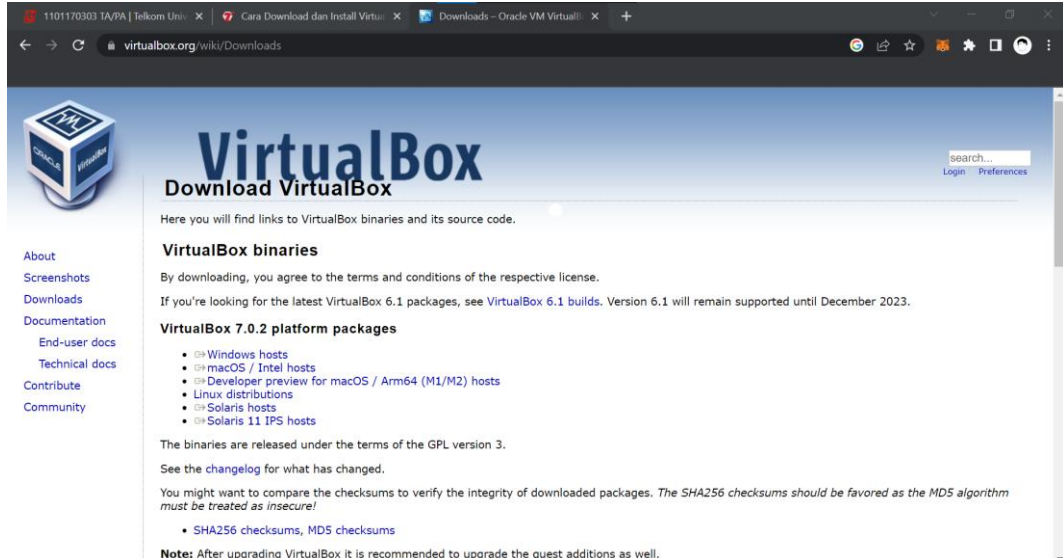 1101170303 TA/PA | Telkom Univ
Cara Download dan Install Virtua
Downloads – Oracle VM VirtualB
virtualbox.org/wiki/Downloads
ORACLE
VirtualBox
VirtualBox
search...
Login Preferences
Download VirtualBox
Here you will find links to VirtualBox binaries and its source code.
About
Screenshots
Downloads
Documentation
End-user docs
Technical docs
Contribute
Community
VirtualBox binaries
By downloading, you agree to the terms and conditions of the respective license.
If you're looking for the latest VirtualBox 6.1 packages, see VirtualBox 6.1 builds. Version 6.1 will remain supported until December 2023.
VirtualBox 7.0.2 platform packages
• Windows hosts
• macOS / Intel hosts
• Developer preview for macOS / Arm64 (M1/M2) hosts
• Linux distributions
• Solaris hosts
• Solaris 11 IPS hosts
The binaries are released under the terms of the GPL version 3.
See the changelog for what has changed.
You might want to compare the checksums to verify the integrity of downloaded packages. The SHA256 checksums should be favored as the MD5 algorithm
must be treated as insecure!
• SHA256 checksums, MD5 checksums
Note: After upgrading VirtualBox it is recommended to upgrade the guest additions as well.